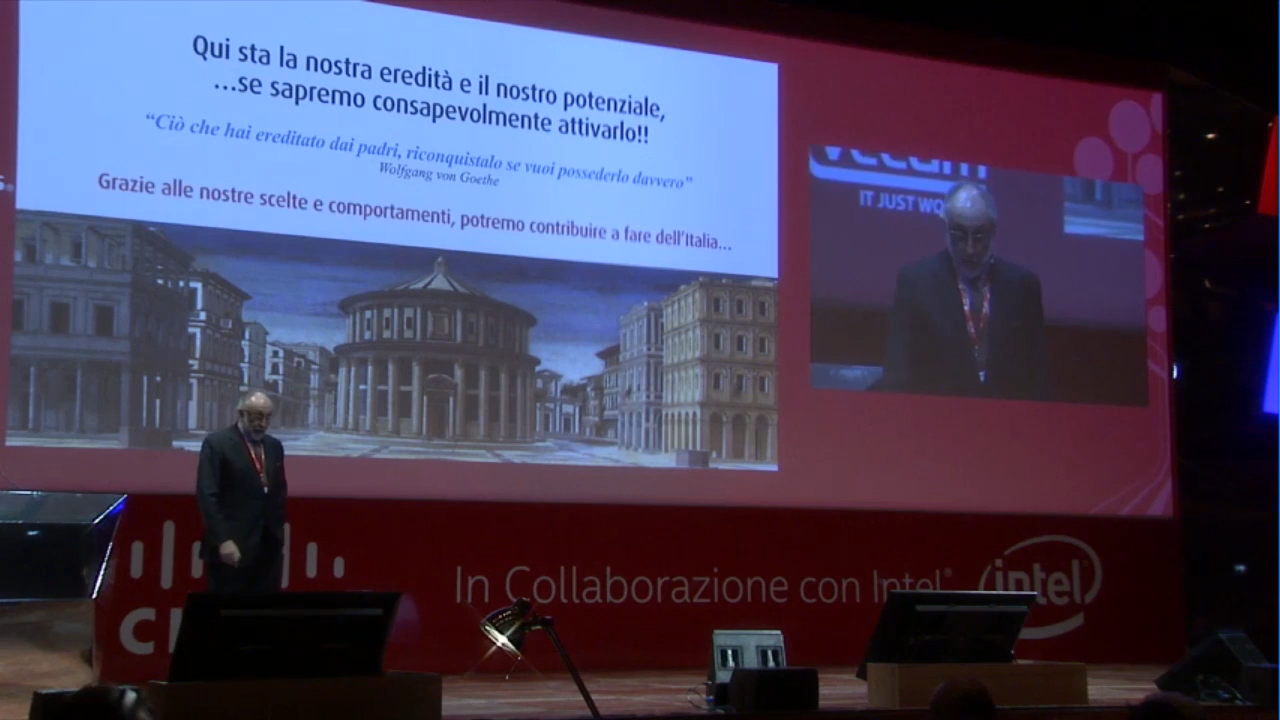 Qui sta la nostra eredità e il nostro potenziale,
...se sapremo consapevolmente attivarlo!!
“Ciò che hai ereditato dai padri, riconquistalo se vuoi possederlo davvero”
Wolfgang von Goethe
Grazie alle nostre scelte e comportamenti, potremo contribuire a fare dell'Italia...
veeam
IT JUST
In Collaborazione con Intel®
intel